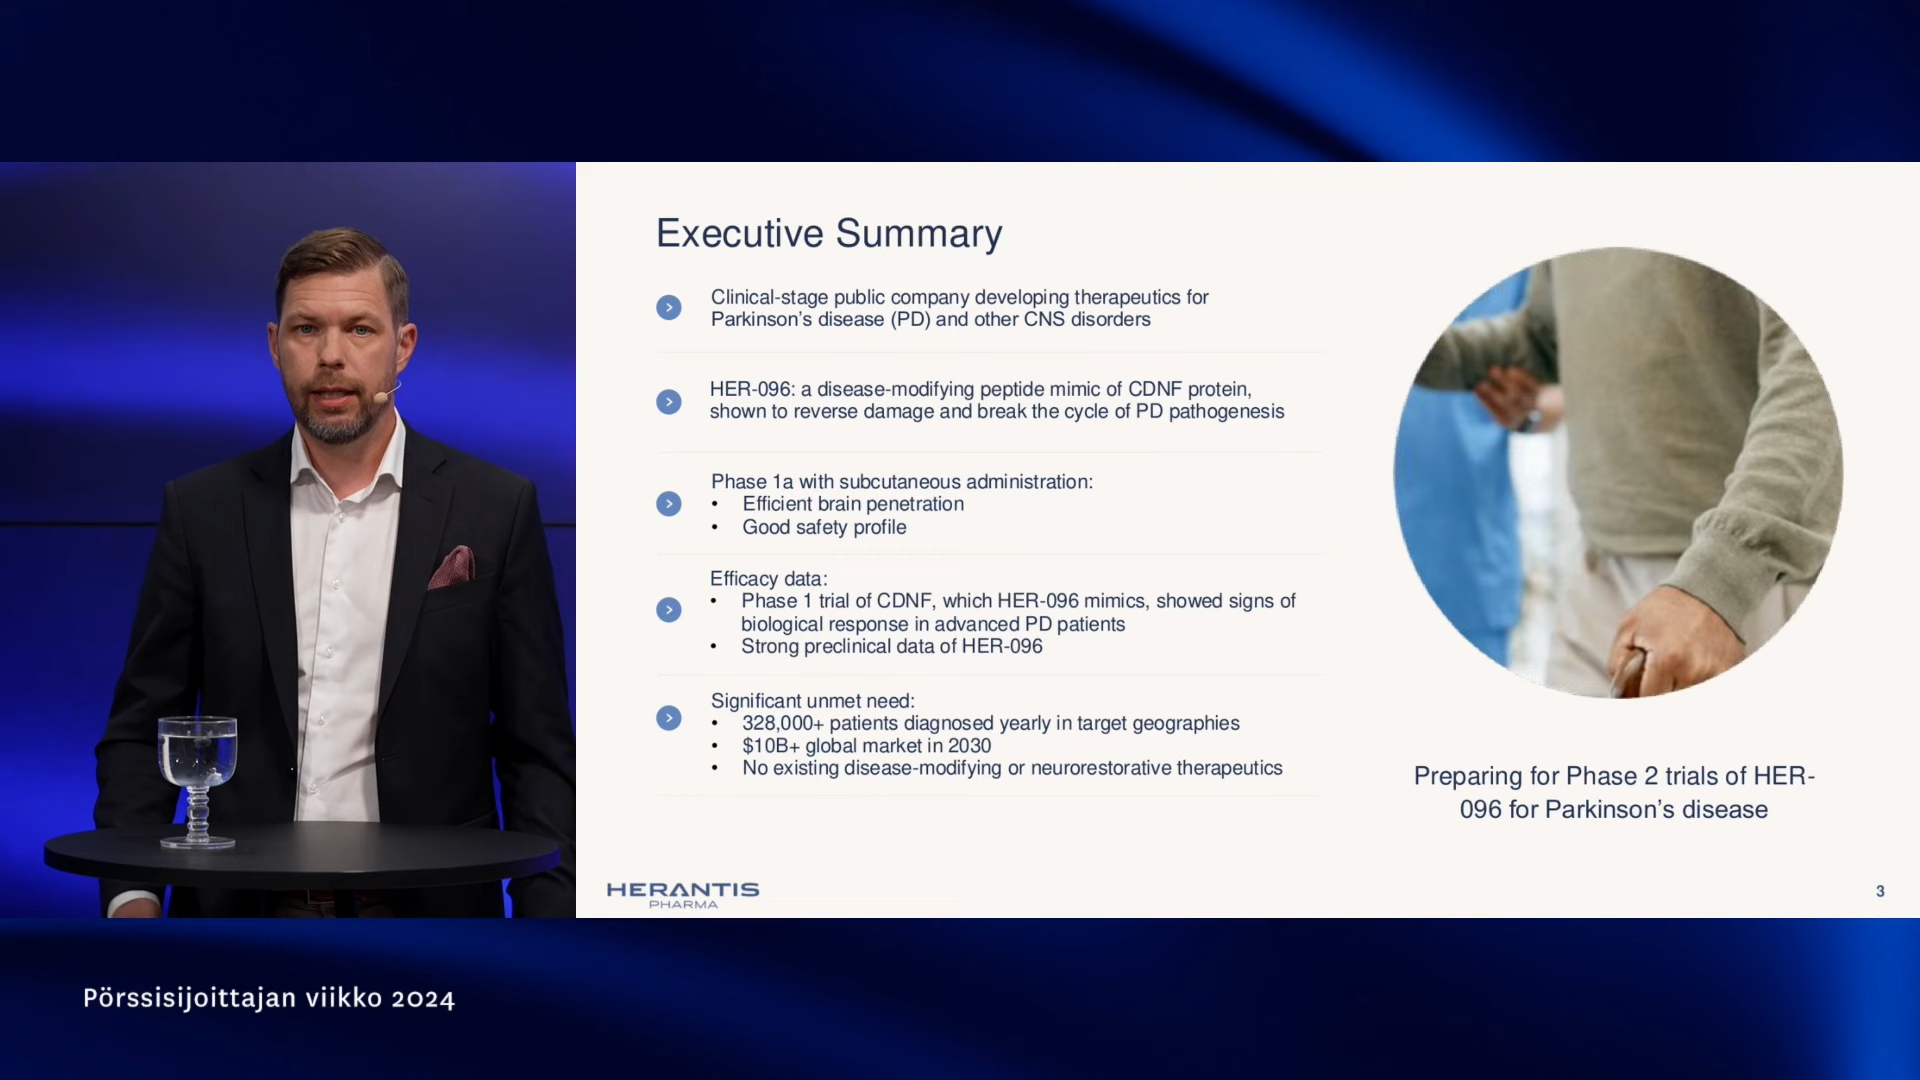 Executive Summary
Clinical-stage public company developing therapeutics for
Parkinson’s disease (PD) and other CNS disorders
HER-096: a disease-modifying peptide mimic of CDNF protein,
shown to reverse damage and break the cycle of PD pathogenesis
Phase 1a with subcutaneous administration:
• Efficient brain penetration
• Good safety profile
Efficacy data:
• Phase 1 trial of CDNF, which HER-096 mimics, showed signs of
biological response in advanced PD patients
• Strong preclinical data of HER-096
Significant unmet need:
• 328,000+ patients diagnosed yearly in target geographies
• $10B+ global market in 2030
• No existing disease-modifying or neurorestorative therapeutics
Preparing for Phase 2 trials of HER-
096 for Parkinson’s disease
HERANTIS
PHARMA
3
Pörssisijoittajan viikko 2024